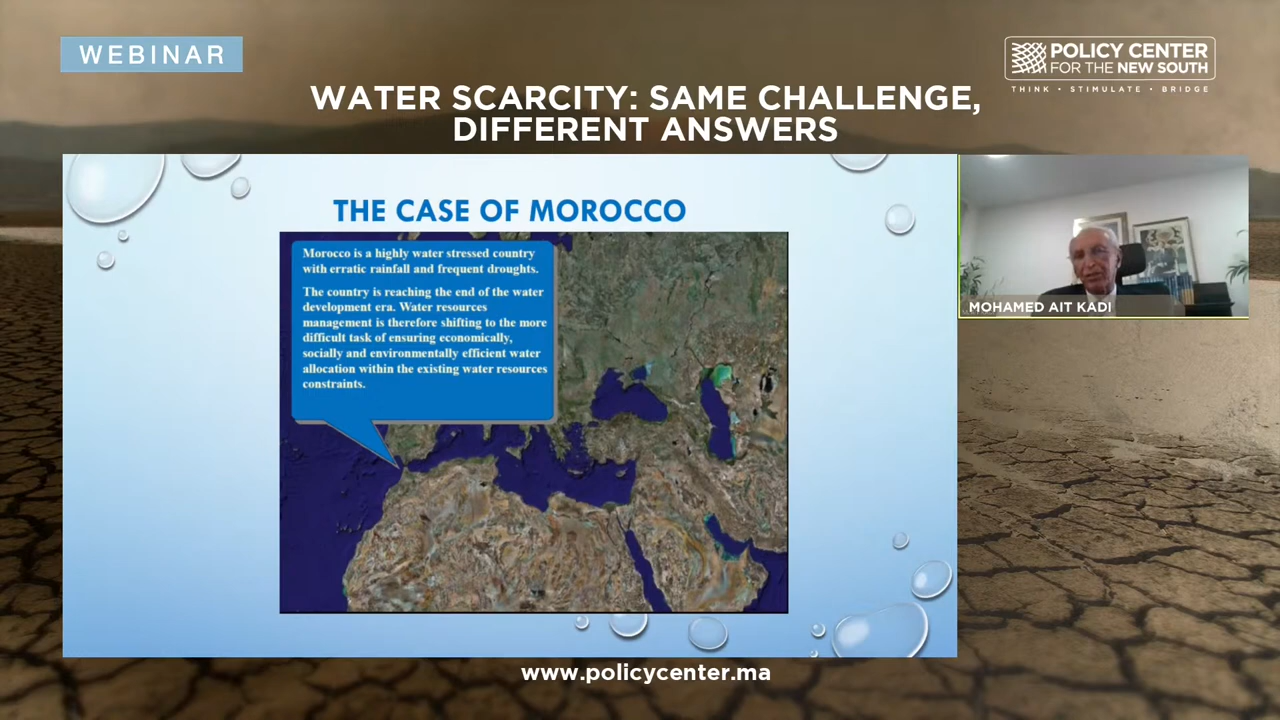 WEBINAR
POLICY CENTER
FOR THE NEW SOUTH
THINK • STIMULATE • BRIDGE
WATER SCARCITY: SAME CHALLENGE,
DIFFERENT ANSWERS
THE CASE OF MOROCCO
Morocco is a highly water stressed country
with erratic rainfall and frequent droughts.
The country is reaching the end of the water
development era. Water resources
management is therefore shifting to the more
difficult task of ensuring economically,
socially and environmentally efficient water
allocation within the existing water resources
constraints.
MOHAMED AIT KADI
www.policycenter.ma